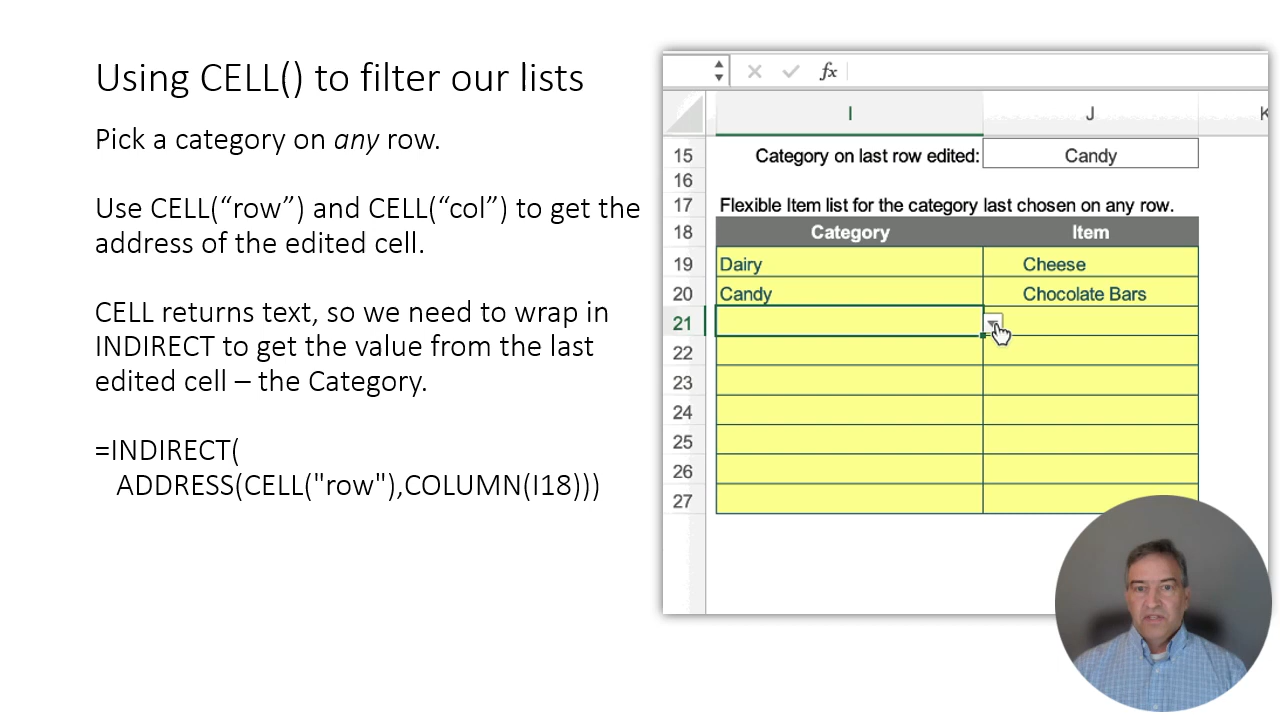 Using CELL() to filter our lists
Pick a category on any row.
Use CELL(“row”) and CELL(“col”) to get the
address of the edited cell.
CELL returns text, so we need to wrap in
INDIRECT to get the value from the last
edited cell – the Category.
=INDIRECT(
ADDRESS(CELL("row"),COLUMN(I18)))
fx
I J K
15 Category on last row edited: Candy
16
17 Flexible Item list for the category last chosen on any row.
18 Category Item
19 Dairy Cheese
20 Candy Chocolate Bars
21
22
23
24
25
26
27